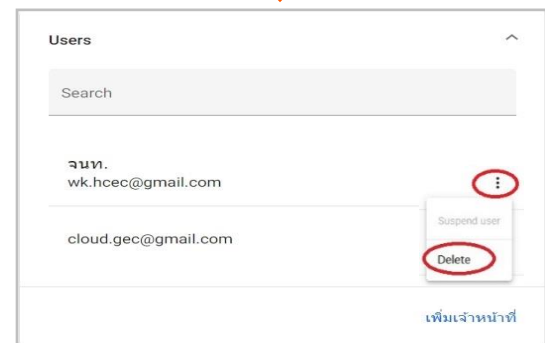 Users
Search
จนท.
wk.hcec@gmail.com
Suspend user
cloud.gec@gmail.com
Delete
เพิ่มเจ้าหน้าที่